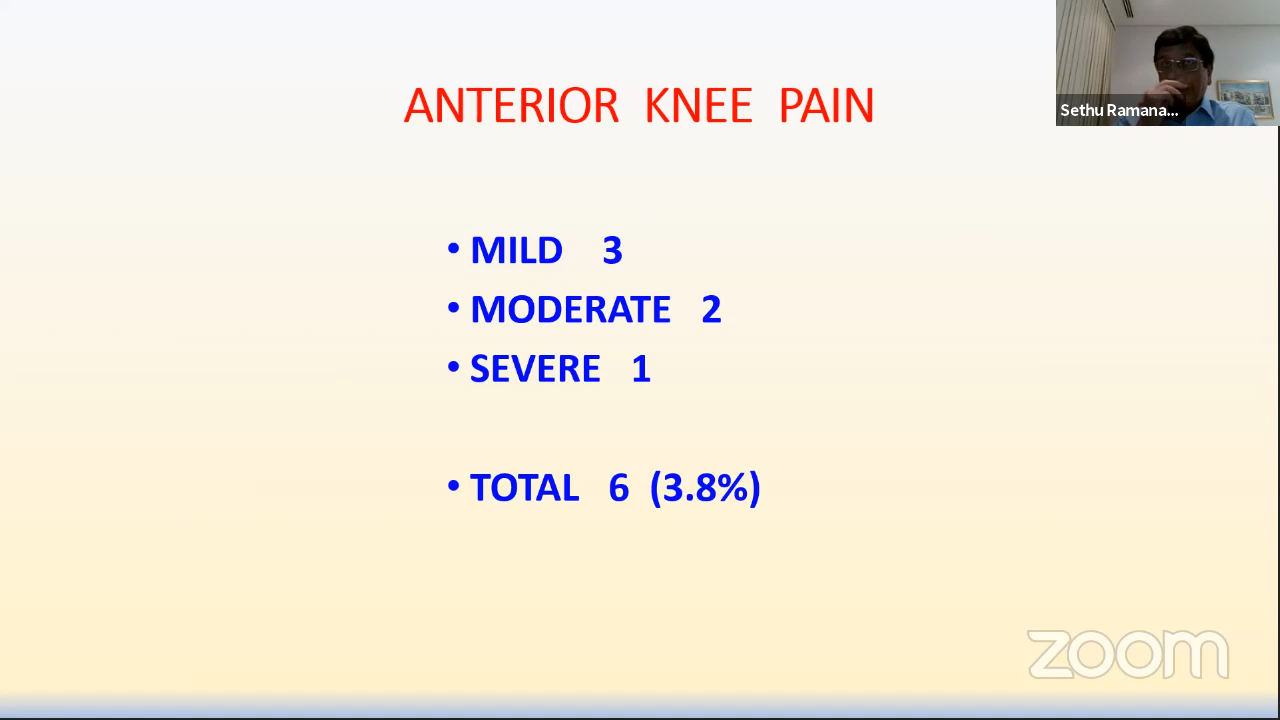 ANTERIOR KNEE PAIN
Sethu Ramana...
• MILD 3
• MODERATE 2
• SEVERE 1
• TOTAL 6 (3.8%)
zoom